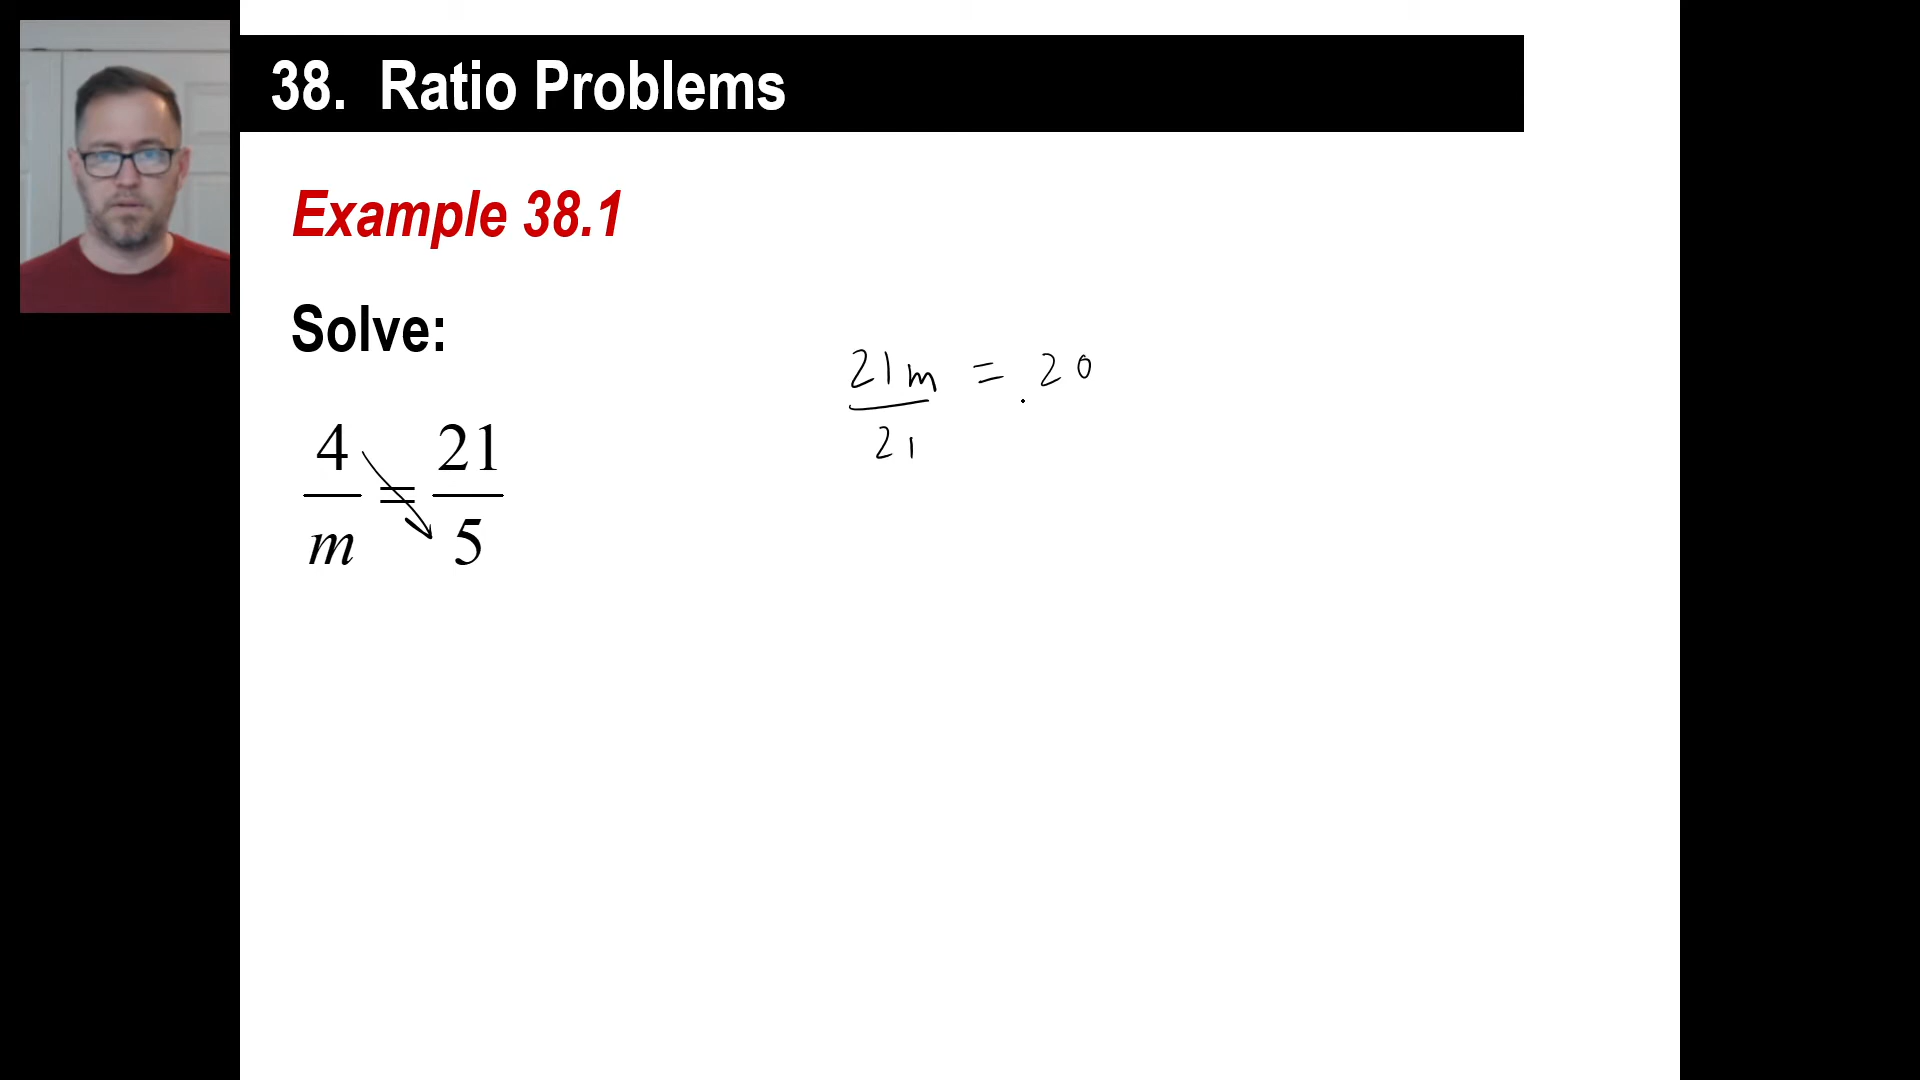 38. Ratio Problems
Example 38.1
Solve:
4/m = 21/5
21m = 20
21